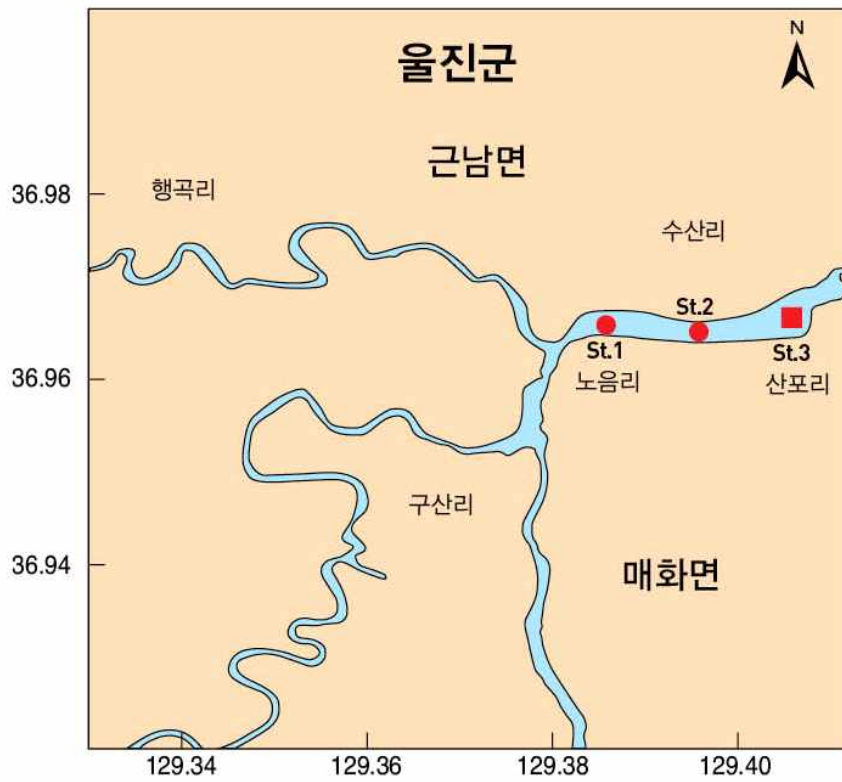 N
울진군
근남면
36.98
행곡리
수산리
St.2
St.1
St.3
36.96
노음리
산포리
구산리
36.94
매화면
129.34
129.36
129.38
129.40